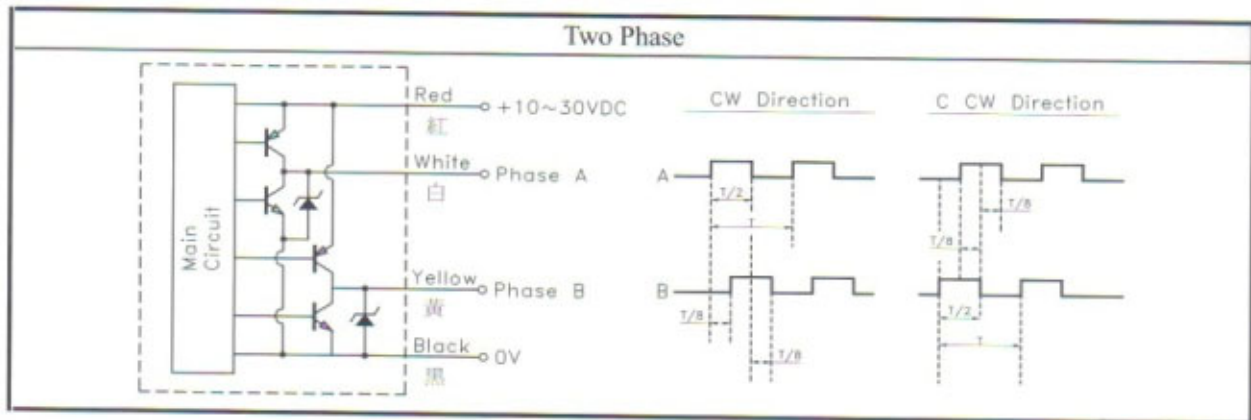 Two Phase
Main Circuit
Red
紅
+10~30VDC
White
白
Phase A
Yellow
黄
Phase B
Black
黑
0V
CW Direction
A
T/2
T
B
T/8
T/8
C CW Direction
T/8
T/8
T/2
T